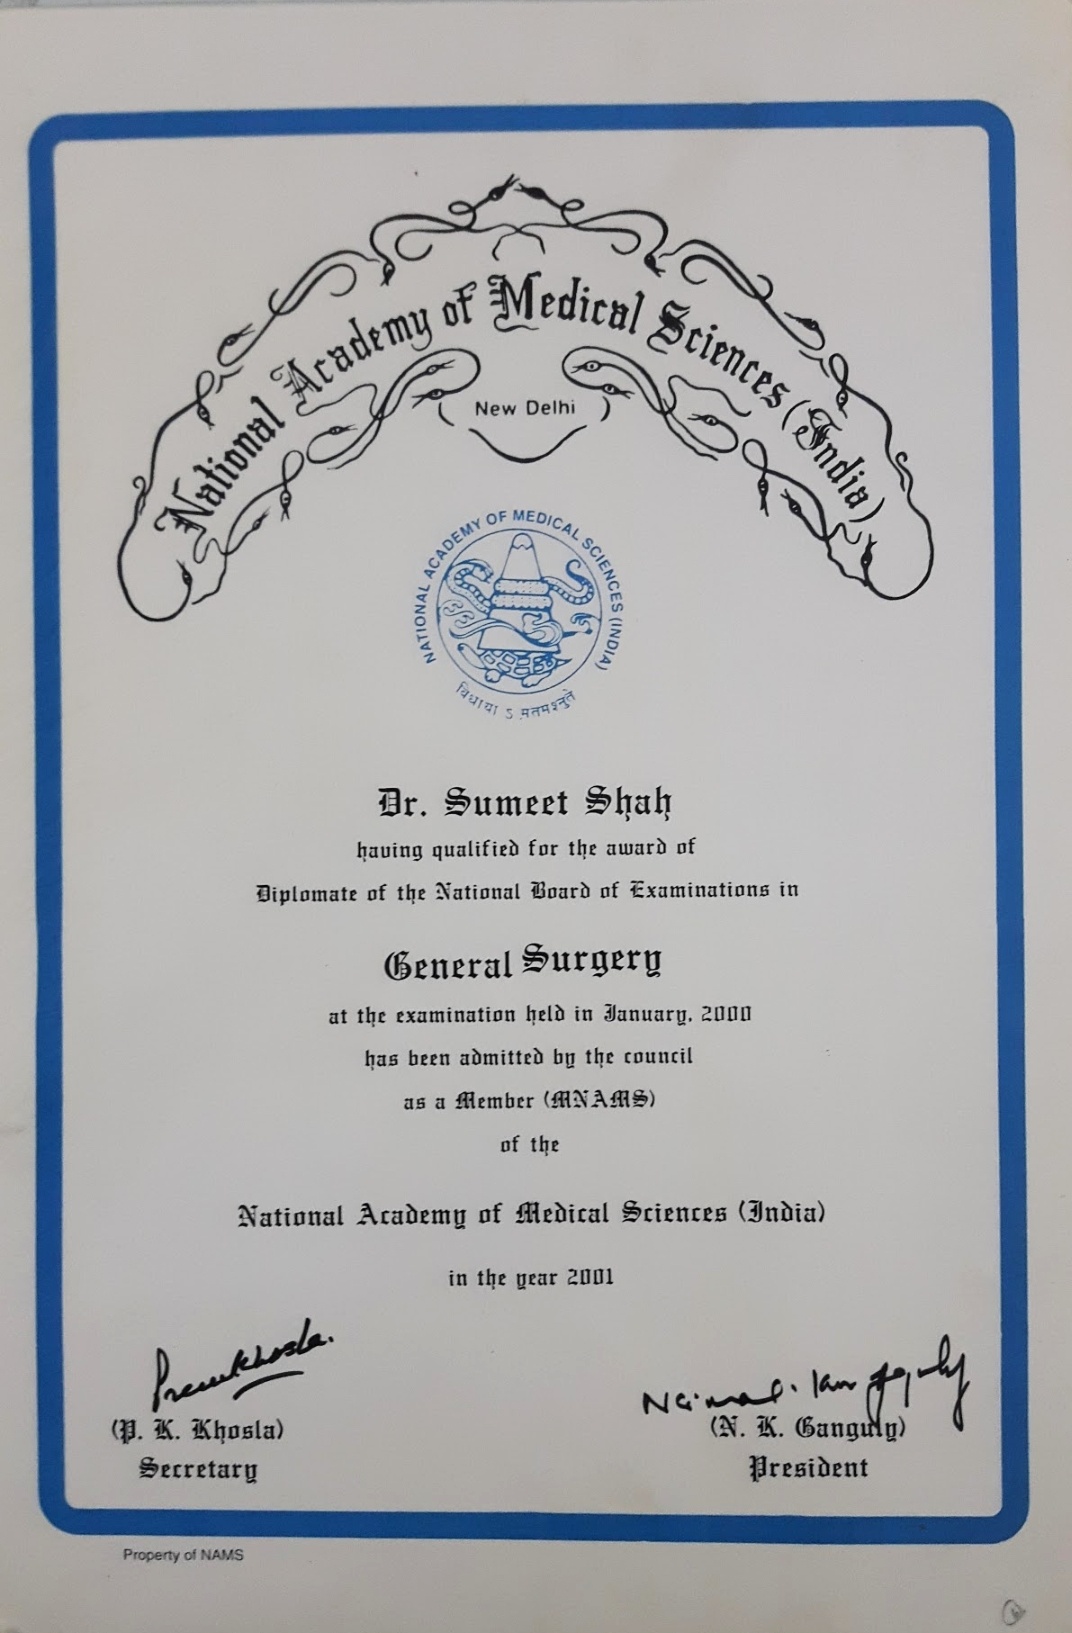 National Academy of Medical Sciences (India)
New Delhi
NATIONAL ACADEMY OF MEDICAL SCIENCES (INDIA)
विधाया ऽ मृतमश्नुते
Dr. Sumeet Shah
having qualified for the award of
Diplomate of the National Board of Examinations in
General Surgery
at the examination held in January, 2000
has been admitted by the council
as a Member (MNAMS)
of the
National Academy of Medical Sciences (India)
in the year 2001
(P. K. Khosla)
Secretary
(N. K. Ganguly)
President
Property of NAMS